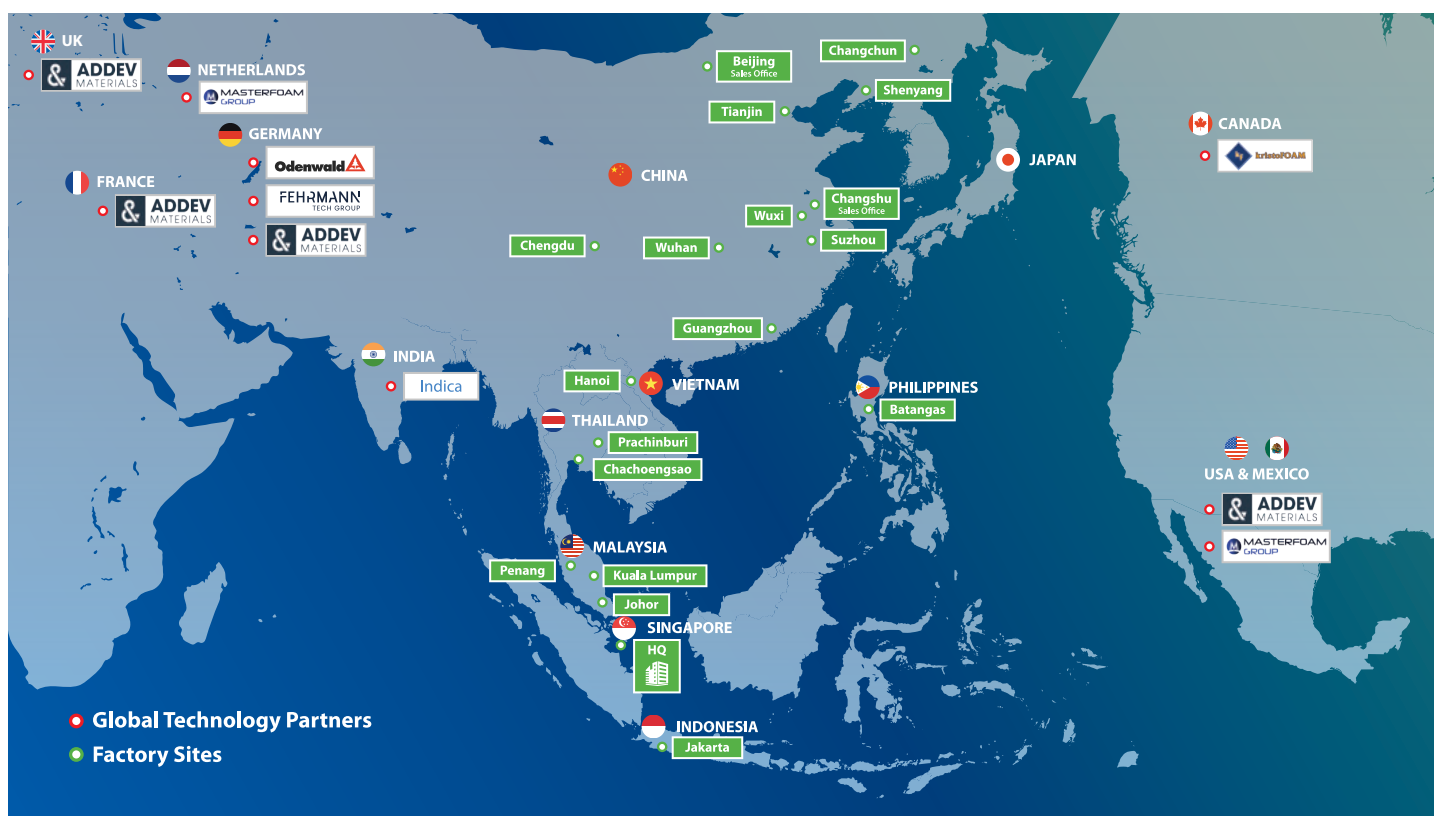 UK
& ADDEV
MATERIALS
NETHERLANDS
M MASTERFOAM
GROUP
GERMANY
Odenwald
FEHRMANN
TECH GROUP
& ADDEV
MATERIALS
FRANCE
& ADDEV
MATERIALS
CHINA
Beijing
Sales Office
Changchun
Shenyang
Tianjin
Changshu
Sales Office
Wuxi
Suzhou
Chengdu
Wuhan
Guangzhou
JAPAN
CANADA
kf kristoFOAM
INDIA
Indica
Hanoi
VIETNAM
THAILAND
Prachinburi
Chachoengsao
PHILIPPINES
Batangas
USA & MEXICO
& ADDEV
MATERIALS
M MASTERFOAM
GROUP
MALAYSIA
Penang
Kuala Lumpur
Johor
SINGAPORE
HQ
INDONESIA
Jakarta
Global Technology Partners
Factory Sites